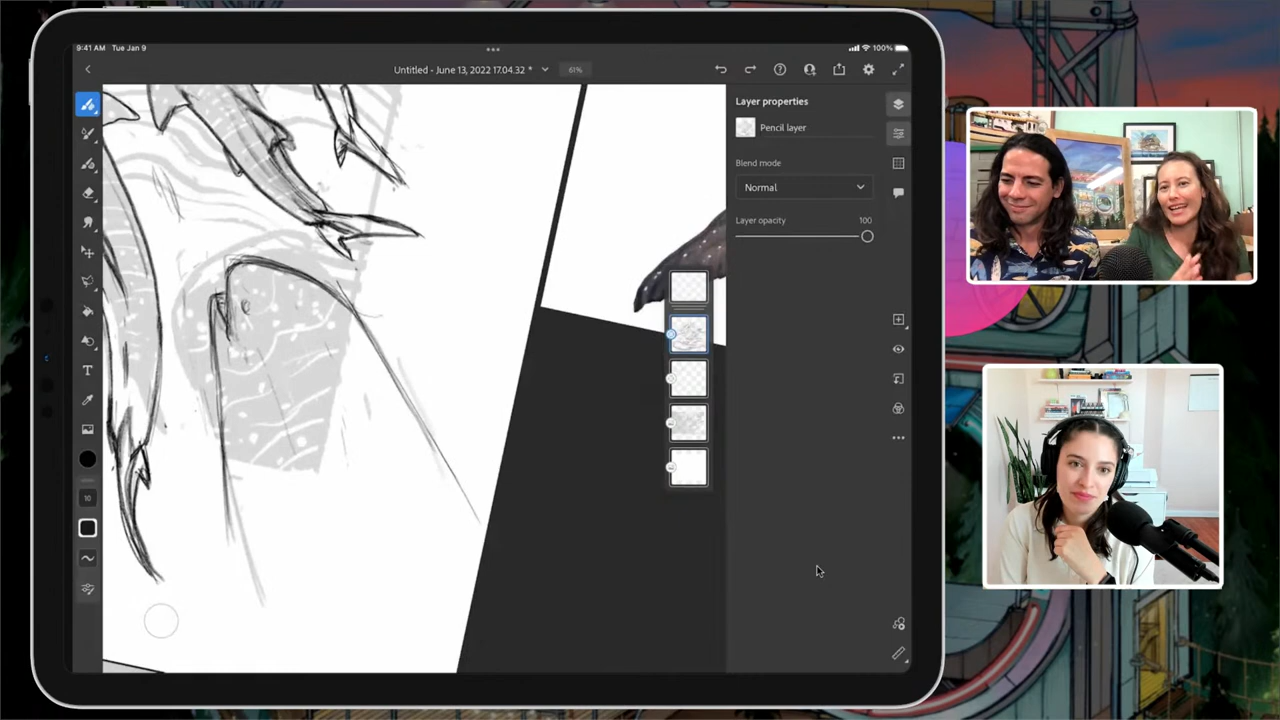 9:41 AM Tue Jan 9
100%
Untitled - June 13, 2022 17.04.32 *
61%
Layer properties
Pencil layer
Blend mode
Normal
Layer opacity 100
T
10